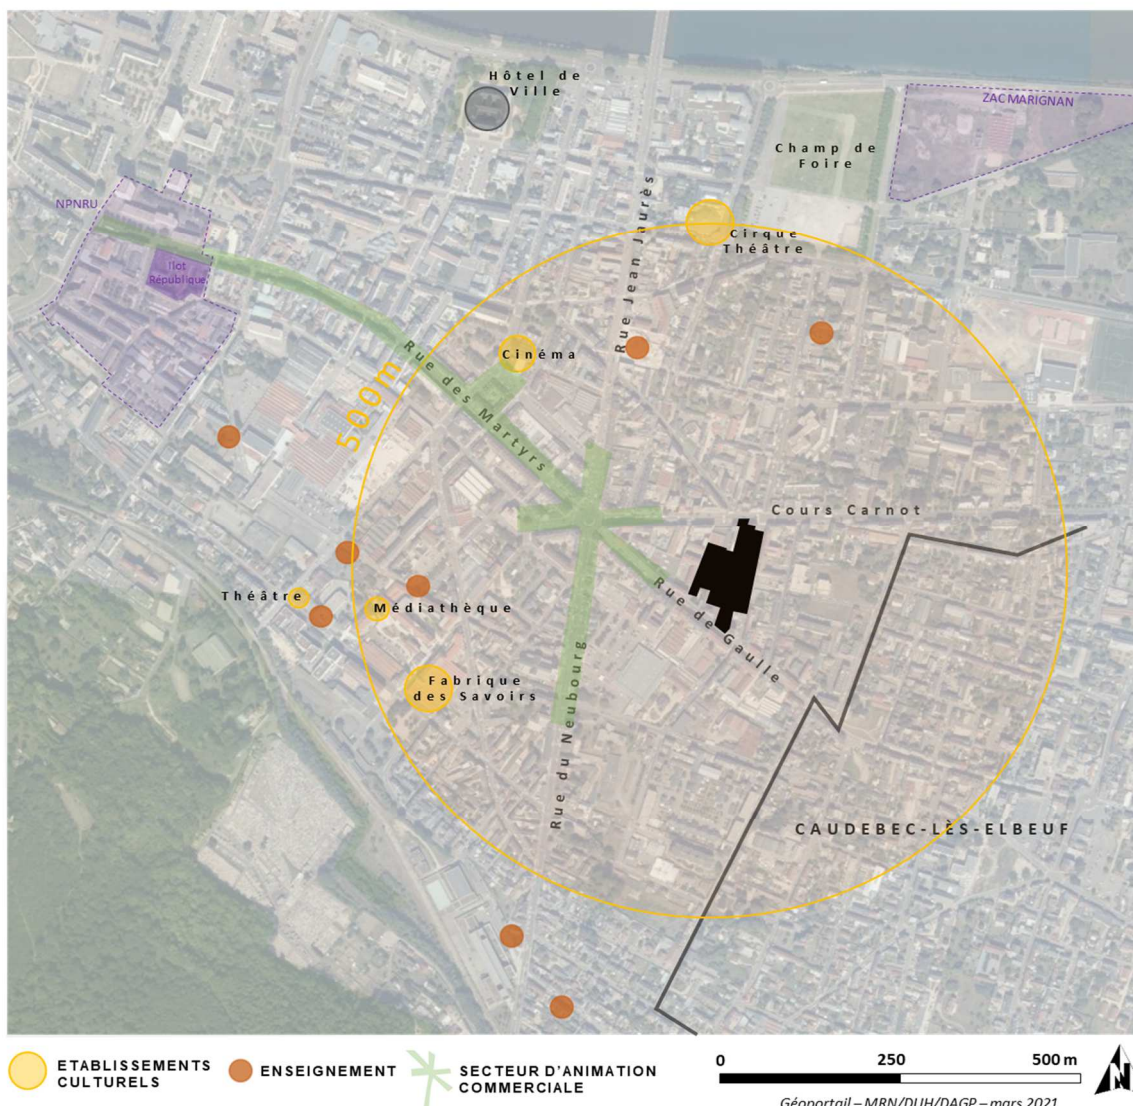 Hôtel de
Ville
ZAC MARIGNAN
Champ de
Foire
NPNRU
Cirque
Théâtre
Ilot
République
Rue Jean Jaurès
Cinéma
Rue des Martyrs
500m
Cours Carnot
Théâtre
Médiathèque
Rue de Gaulle
Fabrique
des Savoirs
Rue du Neubourg
CAUDEBEC-LÈS-ELBEUF
ETABLISSEMENTS
CULTURELS
ENSEIGNEMENT
SECTEUR D'ANIMATION
COMMERCIALE
0 250 500 m
N
Géoportail – MRN/DUH/DAGP – mars 2021